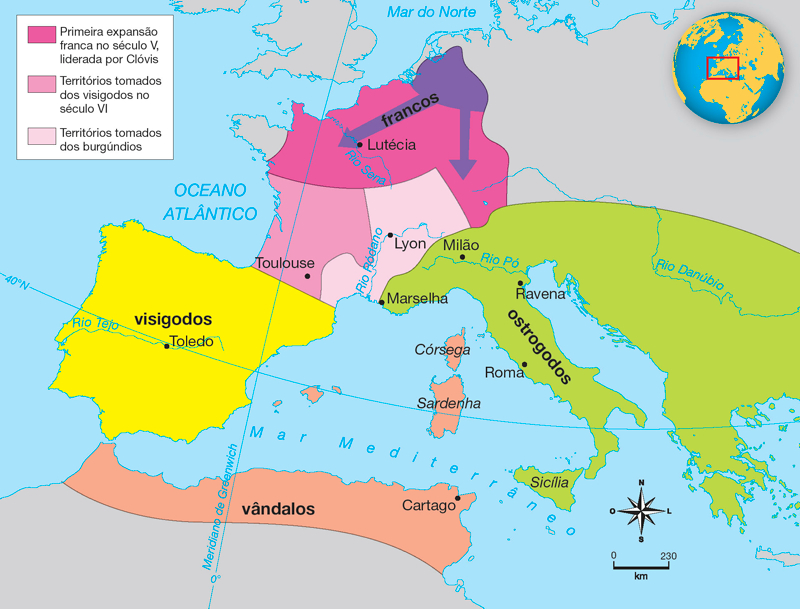 Primeira expansão
franca no século V,
liderada por Clóvis
Territórios tomados
dos visigodos no
século VI
Territórios tomados
dos burgúndios
Mar do Norte
francos
Lutécia
Rio Sena
OCEANO
ATLÂNTICO
Lyon
Milão
Rio Pó
Rio Danúbio
Toulouse
Rio Ródano
Marselha
Ravena
40°N
visigodos
Rio Tejo
Toledo
ostrogodos
Córsega
Roma
Sardenha
Mar Mediterrâneo
Sicília
Meridiano de Greenwich
0°
vândalos
Cartago
N
O
L
S
0
230
km